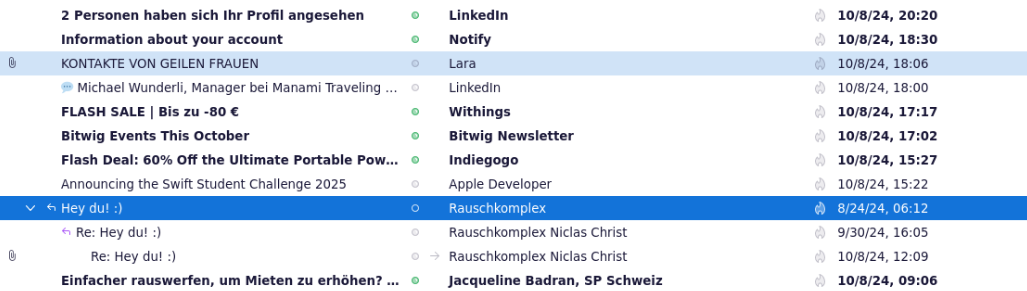 2 Personen haben sich Ihr Profil angesehen LinkedIn 10/8/24, 20:20
Information about your account Notify 10/8/24, 18:30
KONTAKTE VON GEILEN FRAUEN Lara 10/8/24, 18:06
Michael Wunderli, Manager bei Manami Traveling ... LinkedIn 10/8/24, 18:00
FLASH SALE | Bis zu -80 € Withings 10/8/24, 17:17
Bitwig Events This October Bitwig Newsletter 10/8/24, 17:02
Flash Deal: 60% Off the Ultimate Portable Pow... Indiegogo 10/8/24, 15:27
Announcing the Swift Student Challenge 2025 Apple Developer 10/8/24, 15:22
Hey du! :) Rauschkomplex 8/24/24, 06:12
Re: Hey du! :) Rauschkomplex Niclas Christ 9/30/24, 16:05
Re: Hey du! :) Rauschkomplex Niclas Christ 10/8/24, 12:09
Einfacher rauswerfen, um Mieten zu erhöhen? ... Jacqueline Badran, SP Schweiz 10/8/24, 09:06